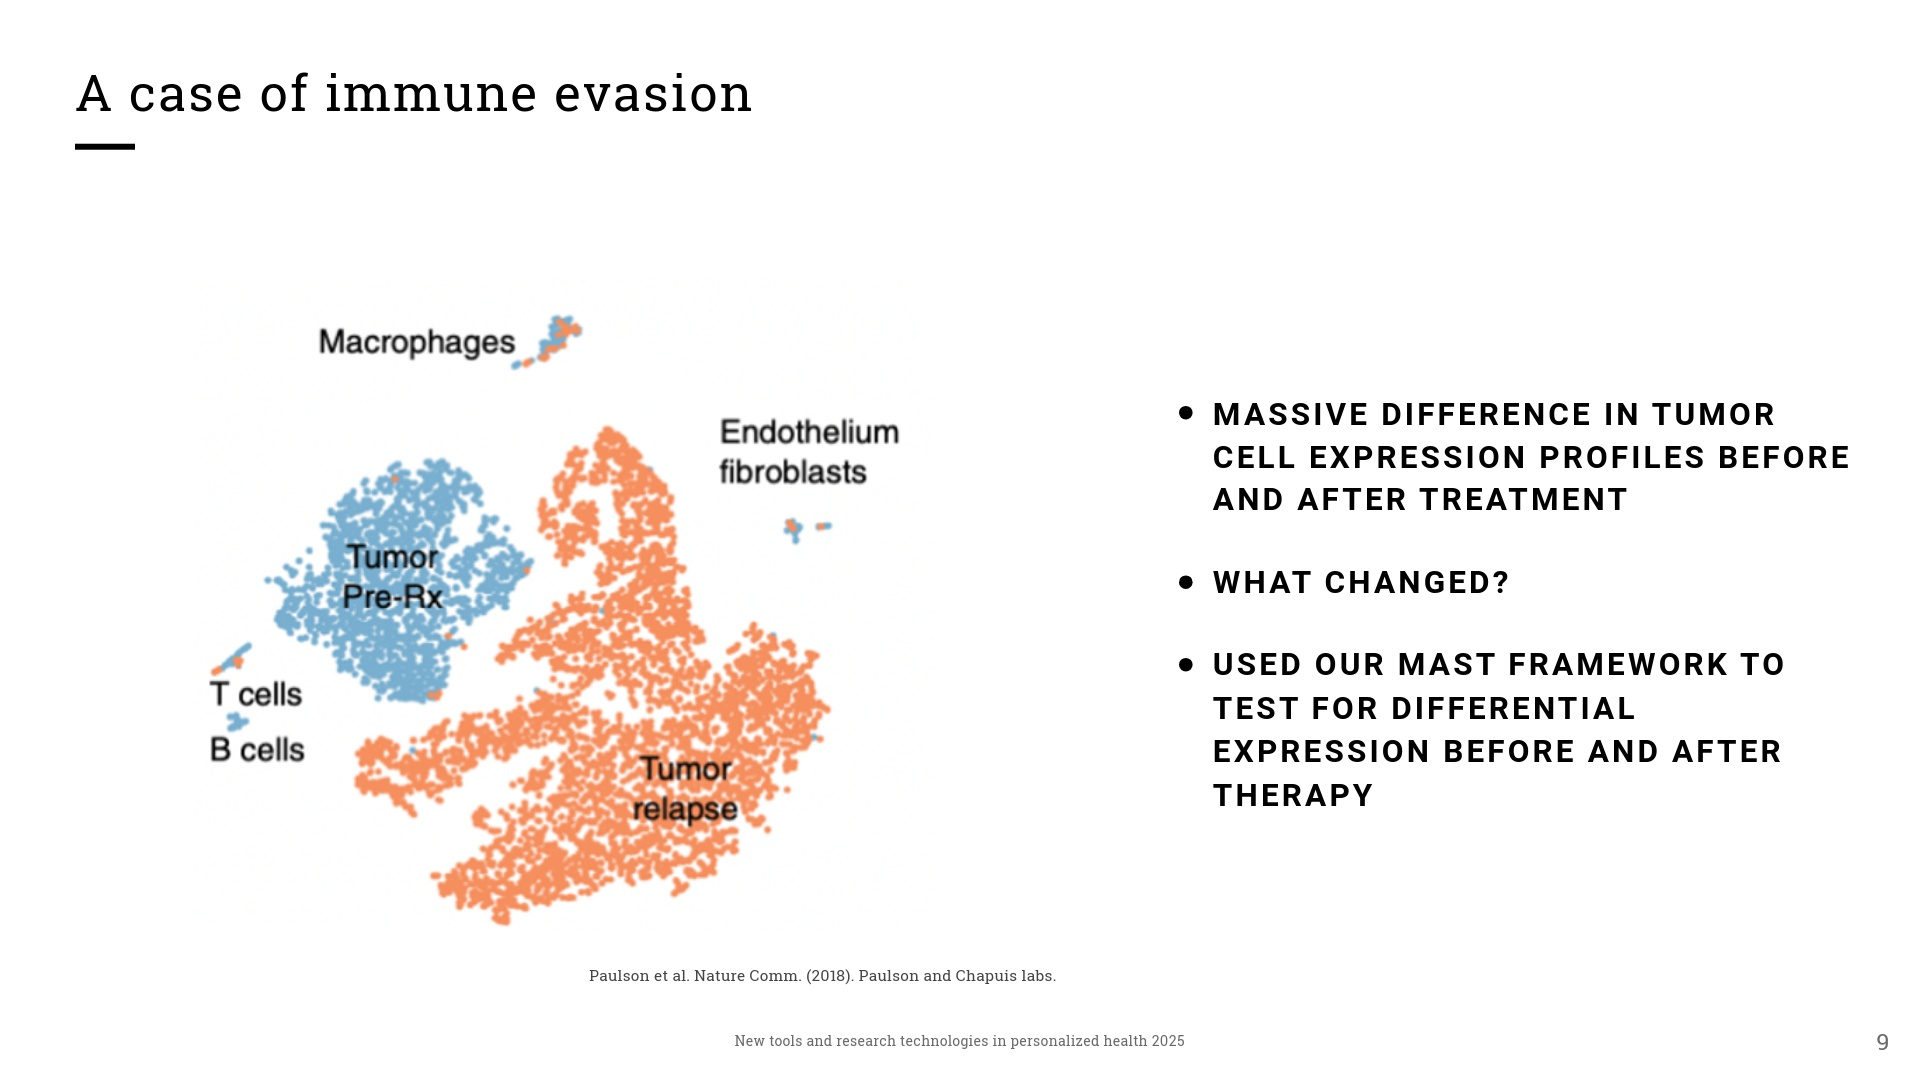 A case of immune evasion
Macrophages
Endothelium
fibroblasts
Tumor
Pre-Rx
T cells
B cells
Tumor
relapse
• MASSIVE DIFFERENCE IN TUMOR
CELL EXPRESSION PROFILES BEFORE
AND AFTER TREATMENT
• WHAT CHANGED?
• USED OUR MAST FRAMEWORK TO
TEST FOR DIFFERENTIAL
EXPRESSION BEFORE AND AFTER
THERAPY
Paulson et al. Nature Comm. (2018). Paulson and Chapuis labs.
New tools and research technologies in personalized health 2025
9